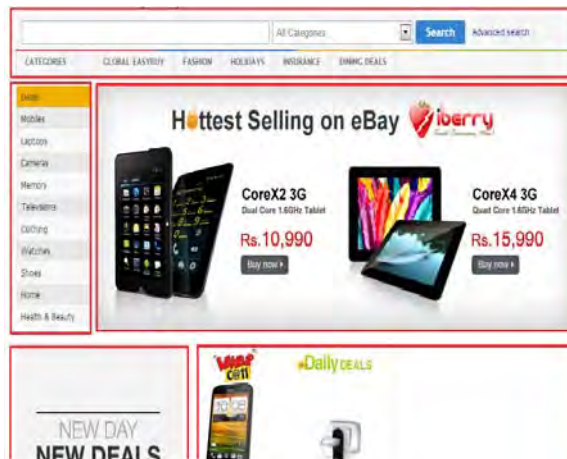 All Categories Search Advanced search
CATEGORIES GLOBAL EASYBUY FASHION HOLIDAYS INSURANCE DINING DEALS
Deals
Mobiles
Laptops
Cameras
Memory
Televisions
Clothing
Watches
Shoes
Home
Health & Beauty
Hottest Selling on eBay iberry
CoreX2 3G
Dual Core 1.6GHz Tablet
Rs.10,990
Buy now
CoreX4 3G
Quad Core 1.6GHz Tablet
Rs.15,990
Buy now
NEW DAY
NEW DEALS
WHAP
C@!!
eDaily DEALS